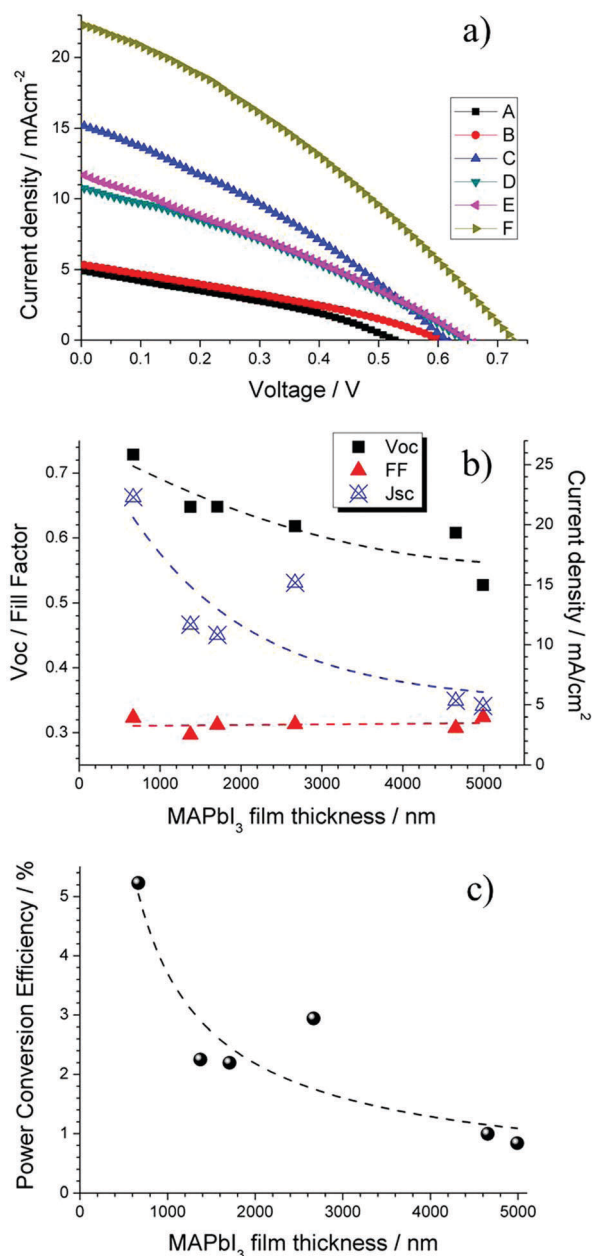 a)
20
15
10
5
0
Current density / mAcm-2
A
B
C
D
E
F
0.0 0.1 0.2 0.3 0.4 0.5 0.6 0.7
Voltage / V
b)
Voc
FF
Jsc
0.7
0.6
0.5
0.4
0.3
Voc / Fill Factor
25
20
15
10
5
0
Current density / mA/cm2
0 1000 2000 3000 4000 5000
MAPbI3 film thickness / nm
c)
5
4
3
2
1
0
Power Conversion Efficiency / %
0 1000 2000 3000 4000 5000
MAPbI3 film thickness / nm